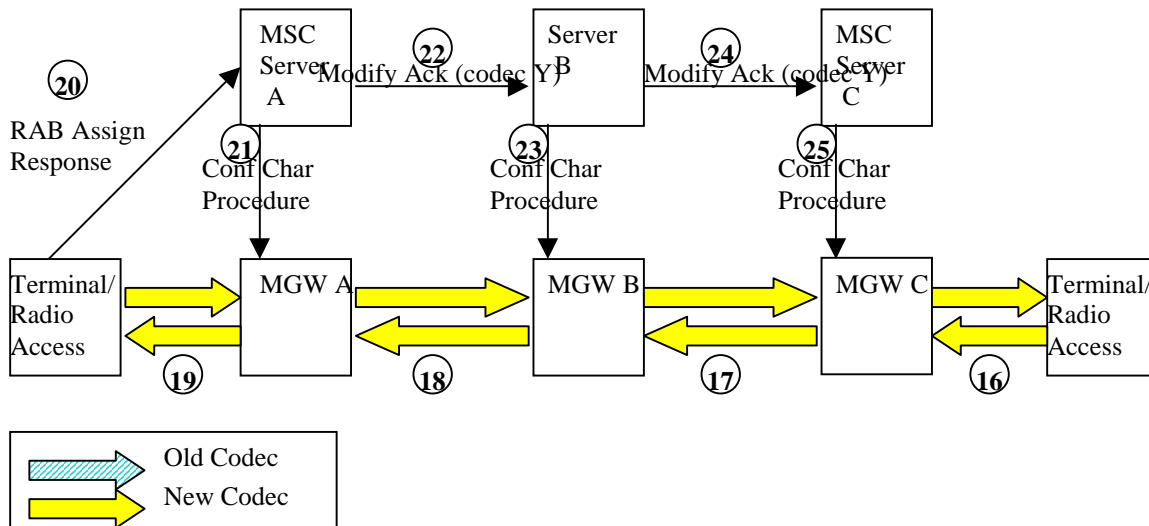 20
RAB Assign
Response
MSC
Server
A
22
Modify Ack (codec Y)
Server
B
24
Modify Ack (codec Y)
MSC
Server
C
21
Conf Char
Procedure
23
Conf Char
Procedure
25
Conf Char
Procedure
Terminal/
Radio
Access
MGW A
MGW B
MGW C
Terminal/
Radio
Access
19
18
17
16
Old Codec
New Codec